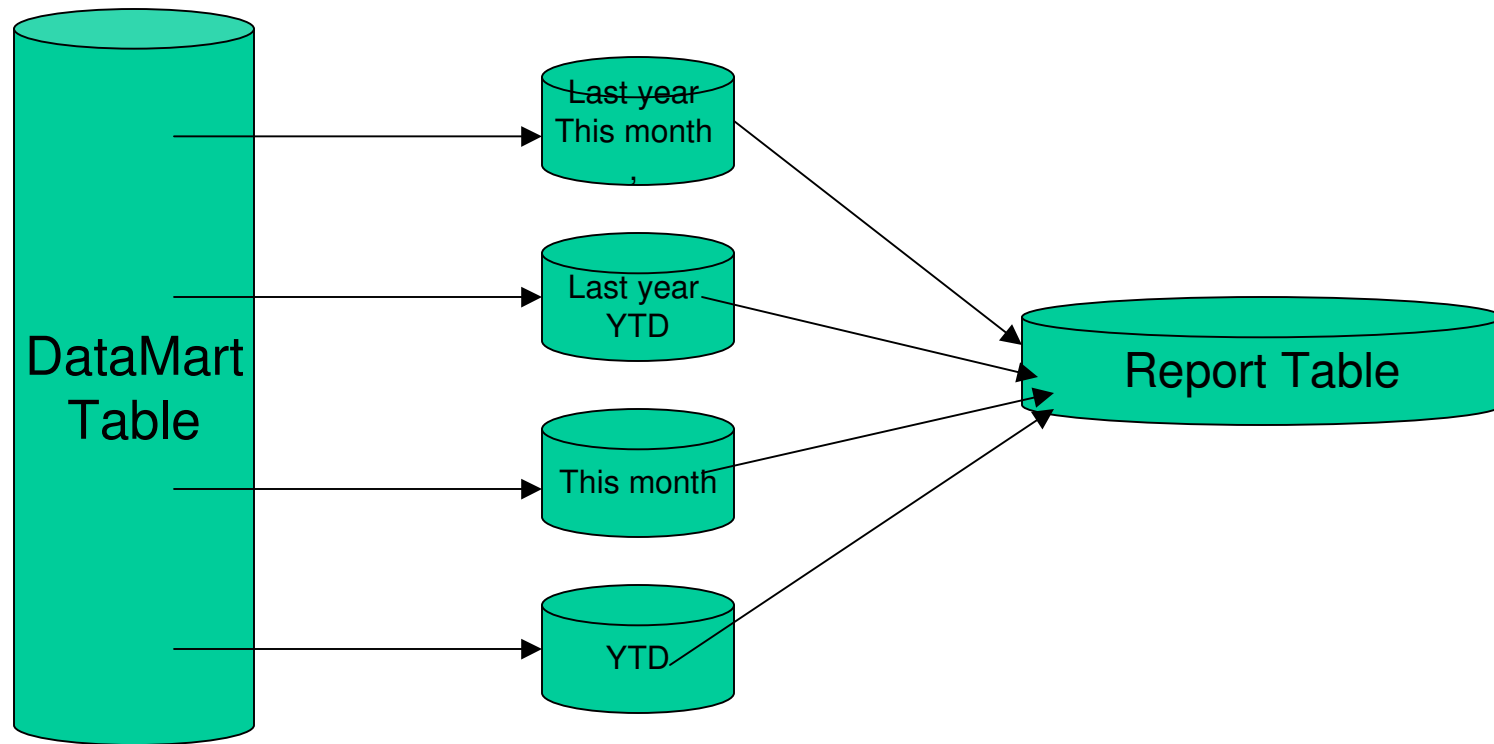 DataMart
Table
Last year
This month
,
Last year
YTD
This month
YTD
Report Table